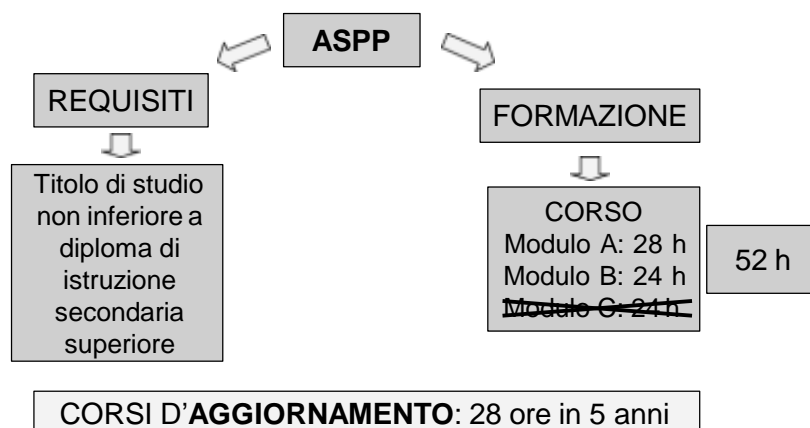 ASPP
REQUISITI
Titolo di studio
non inferiore a
diploma di
istruzione
secondaria
superiore
FORMAZIONE
CORSO
Modulo A: 28 h
Modulo B: 24 h
Modulo C: 24 h
52 h
CORSI D'AGGIORNAMENTO: 28 ore in 5 anni